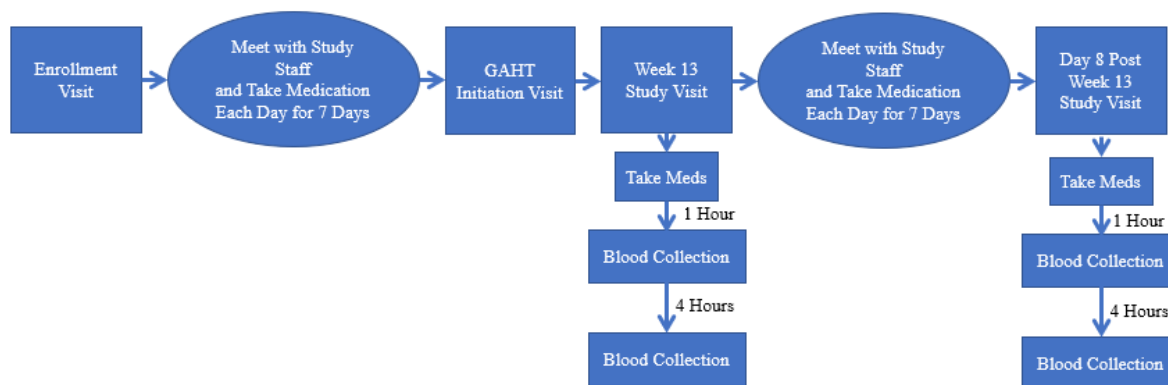 Enrollment
Visit
Meet with Study
Staff
and Take Medication
Each Day for 7 Days
GAHT
Initiation Visit
Week 13
Study Visit
Meet with Study
Staff
and Take Medication
Each Day for 7 Days
Day 8 Post
Week 13
Study Visit
Take Meds
1 Hour
Blood Collection
4 Hours
Blood Collection
Take Meds
1 Hour
Blood Collection
4 Hours
Blood Collection